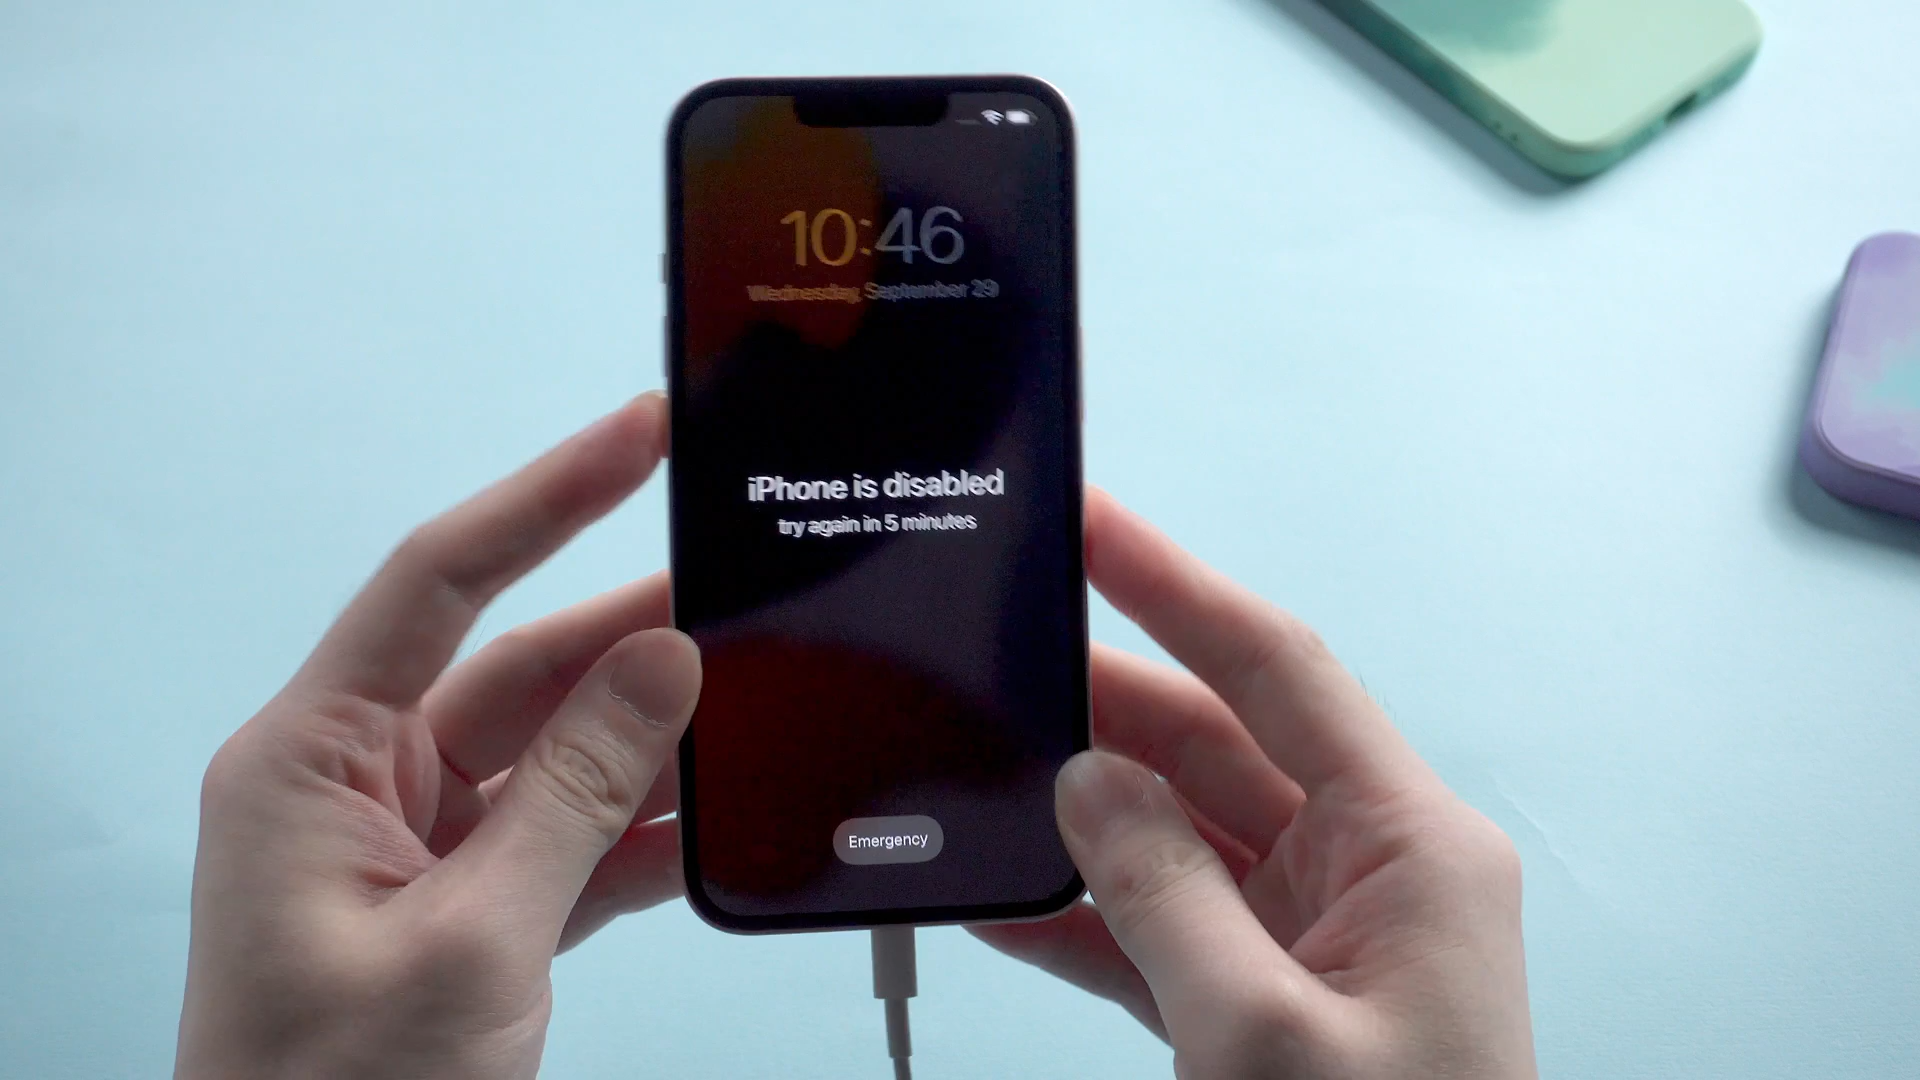 10:46
Wednesday, September 29
iPhone is disabled
try again in 5 minutes
Emergency